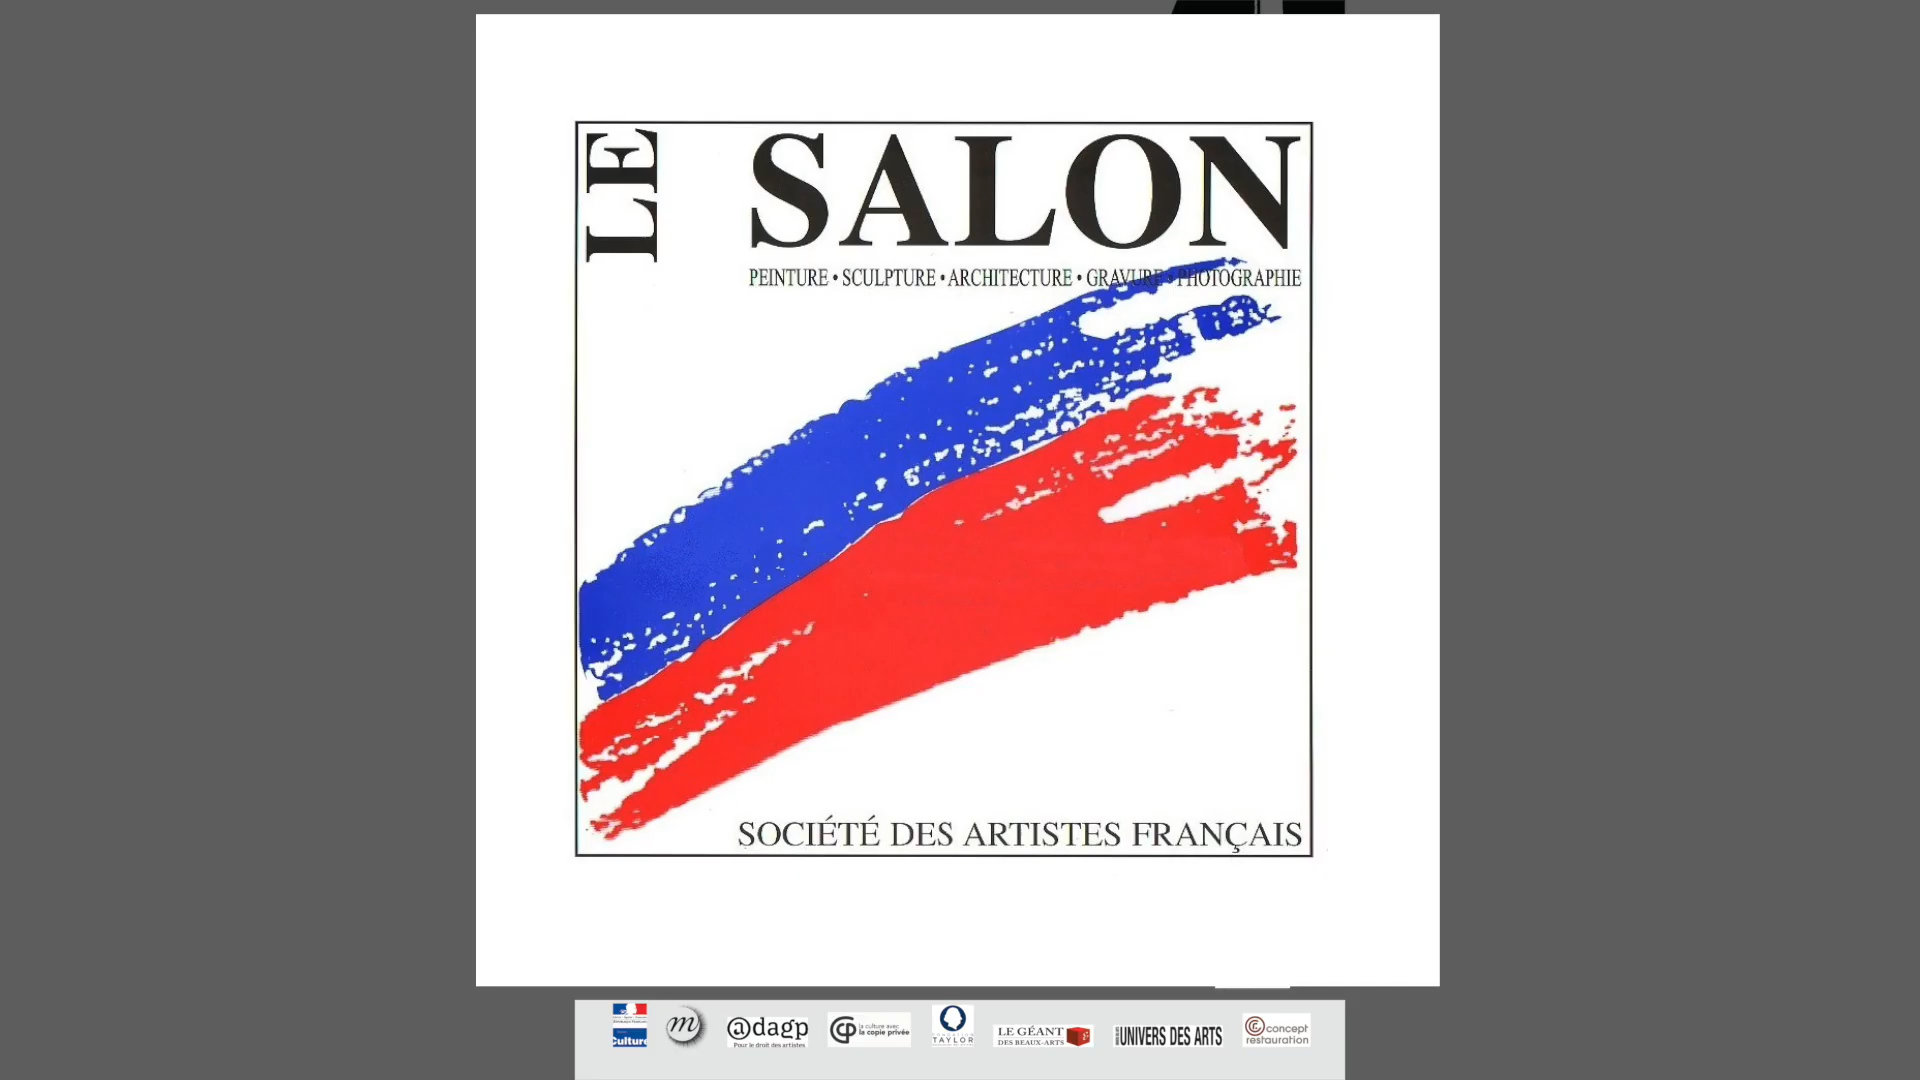 LE SALON
PEINTURE • SCULPTURE • ARCHITECTURE • GRAVURE • PHOTOGRAPHIE
SOCIÉTÉ DES ARTISTES FRANÇAIS
Culture
m
@dagp
Pour le droit des artistes
CP
la culture avec
la copie privée
TAYLOR
LE GÉANT
DES BEAUX-ARTS
UNIVERS DES ARTS
concept
restauration